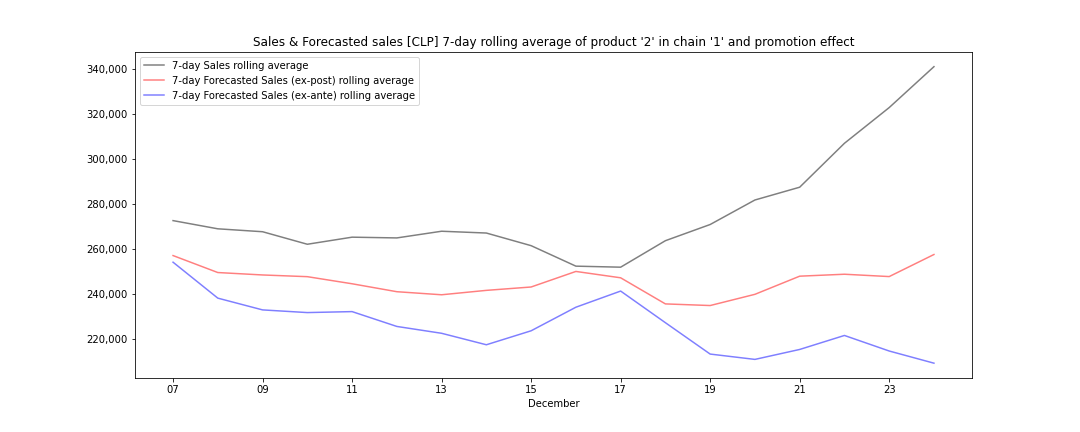 Sales & Forecasted sales [CLP] 7-day rolling average of product '2' in chain '1' and promotion effect
7-day Sales rolling average
7-day Forecasted Sales (ex-post) rolling average
7-day Forecasted Sales (ex-ante) rolling average
340,000
320,000
300,000
280,000
260,000
240,000
220,000
07 09 11 13 15 17 19 21 23
December